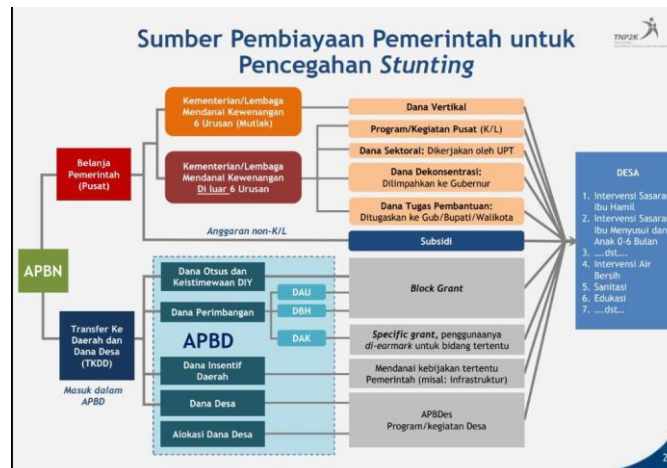 Sumber Pembiayaan Pemerintah untuk
Pencegahan Stunting
TNP2K
Kementerian/Lembaga
Mendanai Kewenangan
6 Urusan (Mutlak)
Dana Vertikal
Program/Kegiatan Pusat (K/L)
Belanja
Pemerintah
(Pusat)
Kementerian/Lembaga
Mendanai Kewenangan
Di luar 6 Urusan
Dana Sektoral: Dikerjakan oleh UPT
Dana Dekonsentrasi:
Dilimpahkan ke Gubernur
Dana Tugas Pembantuan:
Ditugaskan ke Gub/Bupati/Walikota
Anggaran non-K/L
Subsidi
APBN
Transfer Ke
Daerah dan
Dana Desa
(TKDD)
Masuk dalam
APBD
Dana Otsus dan
Keistimewaan DIY
Dana Perimbangan
DAU
DBH
DAK
APBD
Dana Insentif
Daerah
Dana Desa
Alokasi Dana Desa
Block Grant
Specific grant, penggunaanya
di-earmark untuk bidang tertentu
Mendanai kebijakan tertentu
Pemerintah (misal: infrastruktur)
APBDes
Program/kegiatan Desa
DESA
1. Intervensi Sasaran
Ibu Hamil
2. Intervensi Sasaran
Ibu Menyusui dan
Anak 0-6 Bulan
3. ....dst....
4. Intervensi Air
Bersih
5. Sanitasi
6. Edukasi
7. ....dst...